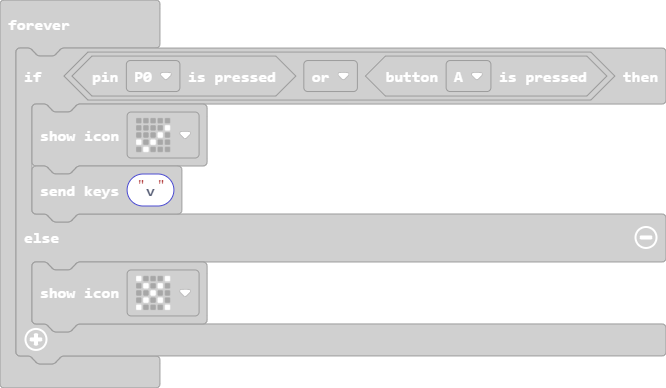 forever
if pin P0 is pressed or button A is pressed then
show icon
send keys "v"
else
show icon